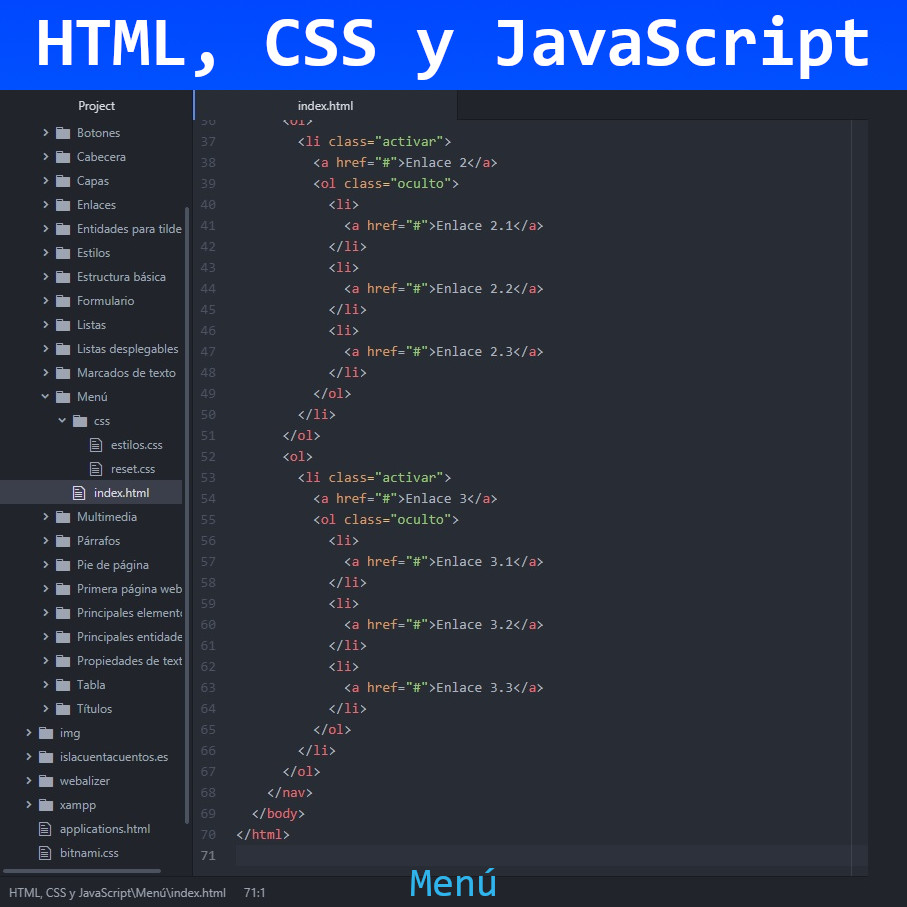 HTML, CSS y JavaScript
Project
Botones
Cabecera
Capas
Enlaces
Entidades para tilde
Estilos
Estructura básica
Formulario
Listas
Listas desplegables
Marcados de texto
Menú
css
estilos.css
reset.css
index.html
Multimedia
Párrafos
Pie de página
Primera página web
Principales elemento
Principales entidade
Propiedades de text
Tabla
Títulos
img
islacuentacuentos.es
webalizer
xampp
applications.html
bitnami.css
index.html
36 <ol>
37 <li class="activar">
38 <a href="#">Enlace 2</a>
39 <ol class="oculto">
40 <li>
41 <a href="#">Enlace 2.1</a>
42 </li>
43 <li>
44 <a href="#">Enlace 2.2</a>
45 </li>
46 <li>
47 <a href="#">Enlace 2.3</a>
48 </li>
49 </ol>
50 </li>
51 </ol>
52 <ol>
53 <li class="activar">
54 <a href="#">Enlace 3</a>
55 <ol class="oculto">
56 <li>
57 <a href="#">Enlace 3.1</a>
58 </li>
59 <li>
60 <a href="#">Enlace 3.2</a>
61 </li>
62 <li>
63 <a href="#">Enlace 3.3</a>
64 </li>
65 </ol>
66 </li>
67 </ol>
68 </nav>
69 </body>
70 </html>
71
HTML, CSS y JavaScript\Menú\index.html 71:1
Menú